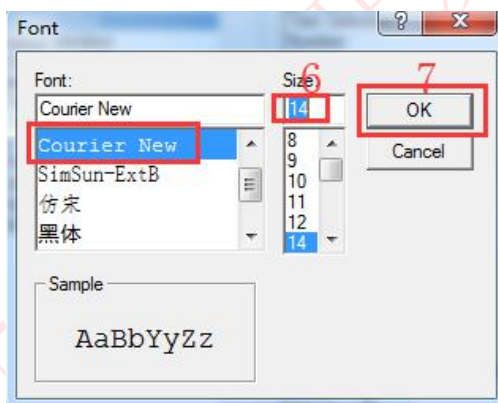 Font
Font:
Size:
6
7
Courier New
14
OK
Courier New
SimSun-ExtB
仿宋
黑体
8
9
10
11
12
14
Cancel
Sample
AaBbYyZz